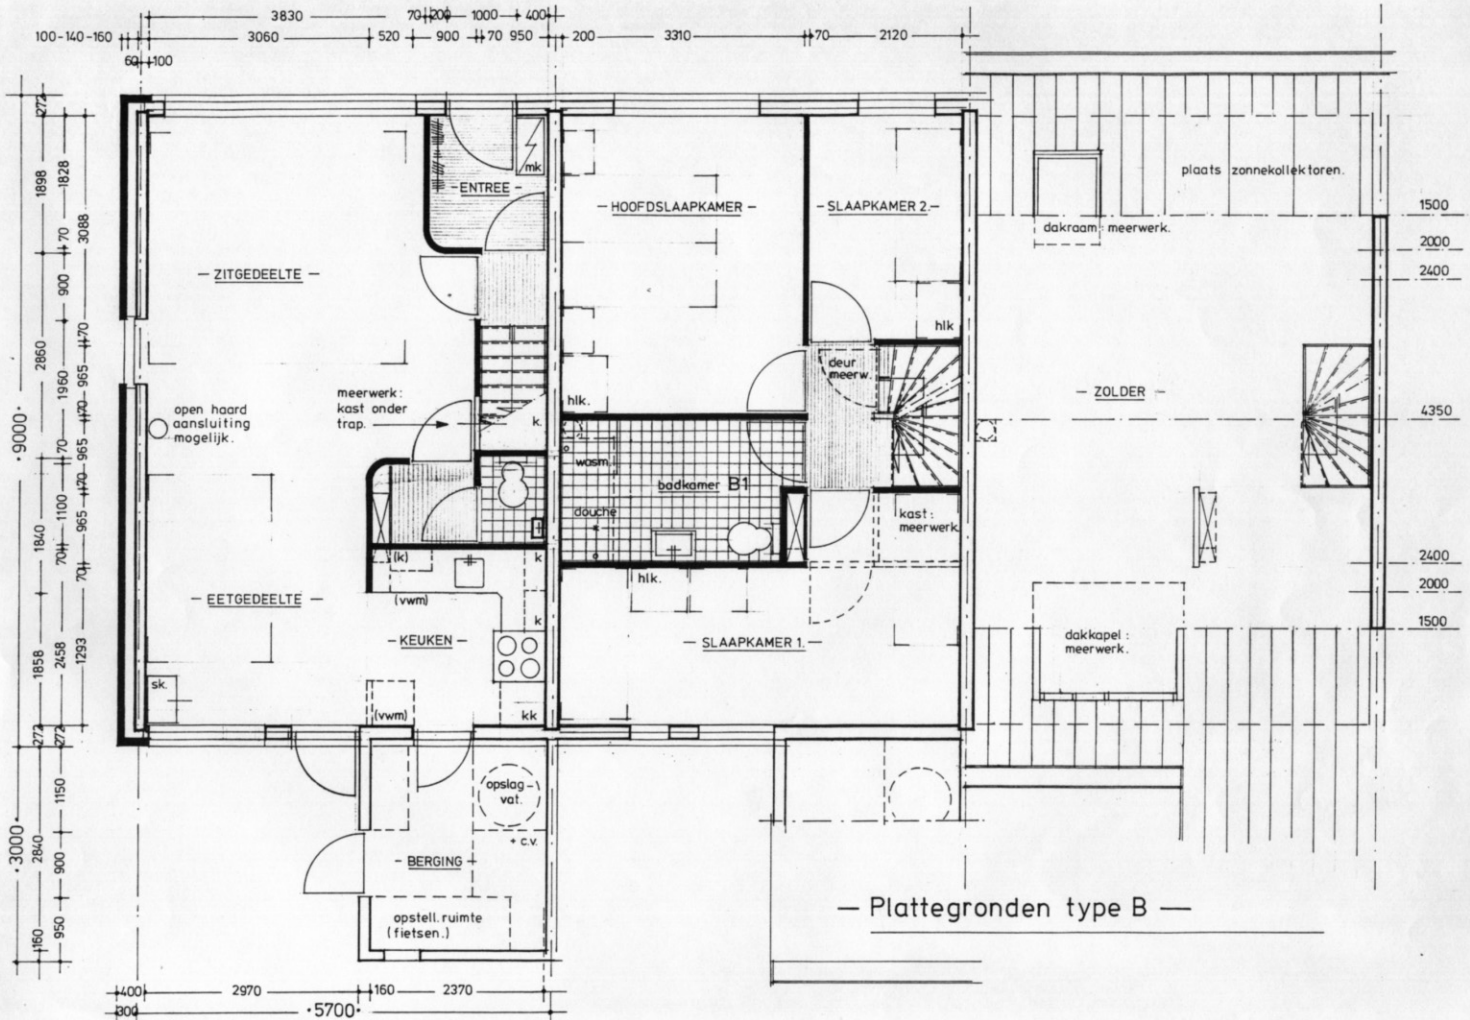 3830
70
200
1000
400
100-140-160
3060
520
900
70
950
200
3310
70
2120
60
100
272
1898
70
900
2860
1960
70
1840
1100
70
1858
2458
272
272
1828
3088
170
965
70
965
70
965
70
1293
·9000·
·3000·
1150
2840
900
160
950
mk
- ENTREE -
- HOOFDSLAAPKAMER -
- SLAAPKAMER 2. -
plaats zonnekollektoren.
dakraam : meerwerk.
1500
2000
2400
- ZITGEDEELTE -
hlk
deur
meerw.
meerwerk:
kast onder
trap.
k.
hlk.
- ZOLDER -
4350
open haard
aansluiting
mogelijk.
wasm.
badkamer B1
douche
kast :
meerwerk
(k)
k
hlk.
(vwm)
k
- EETGEDEELTE -
- KEUKEN -
- SLAAPKAMER 1. -
2400
2000
1500
dakkapel :
meerwerk.
sk.
(vwm)
kk
opslag-
vat.
+ c.v.
- BERGING -
opstell. ruimte
(fietsen.)
- Plattegronden type B -
400
2970
160
2370
300
·5700·